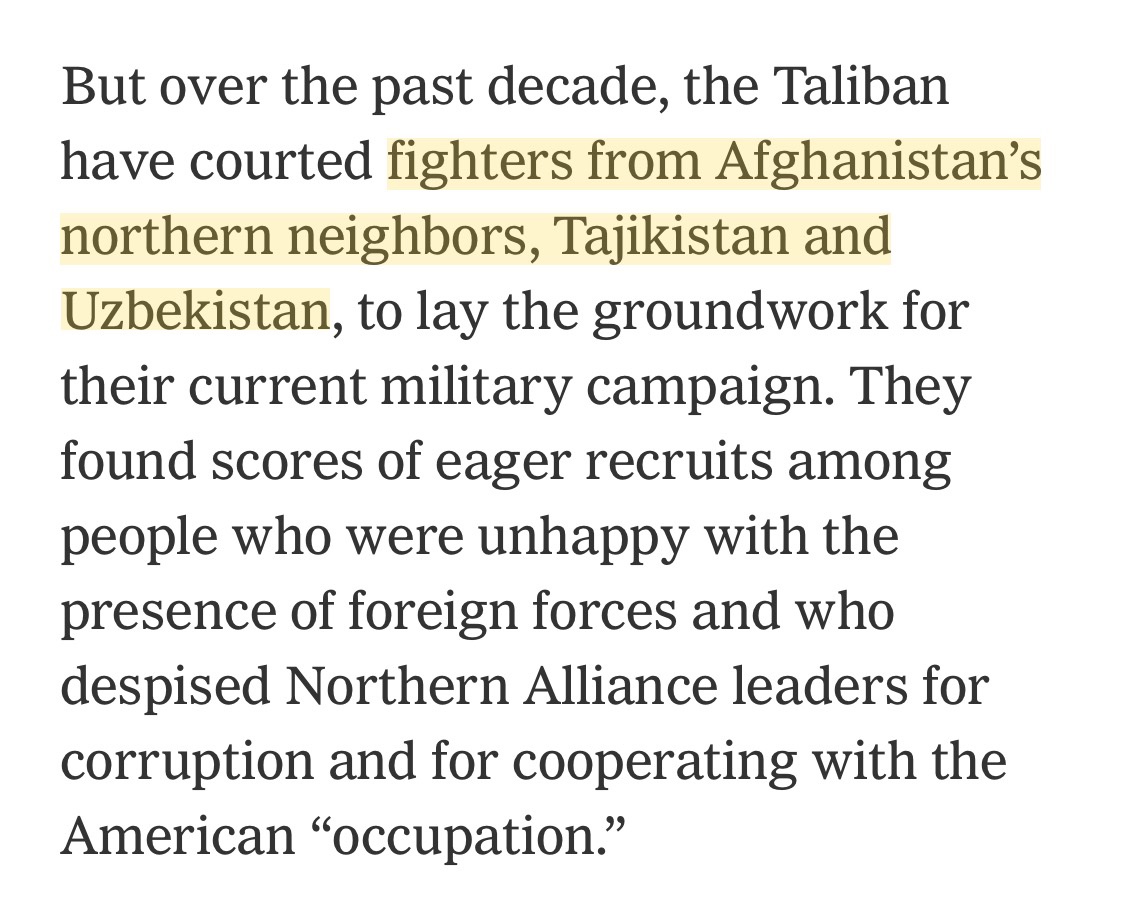 But over the past decade, the Taliban
have courted fighters from Afghanistan’s
northern neighbors, Tajikistan and
Uzbekistan, to lay the groundwork for
their current military campaign. They
found scores of eager recruits among
people who were unhappy with the
presence of foreign forces and who
despised Northern Alliance leaders for
corruption and for cooperating with the
American “occupation.”